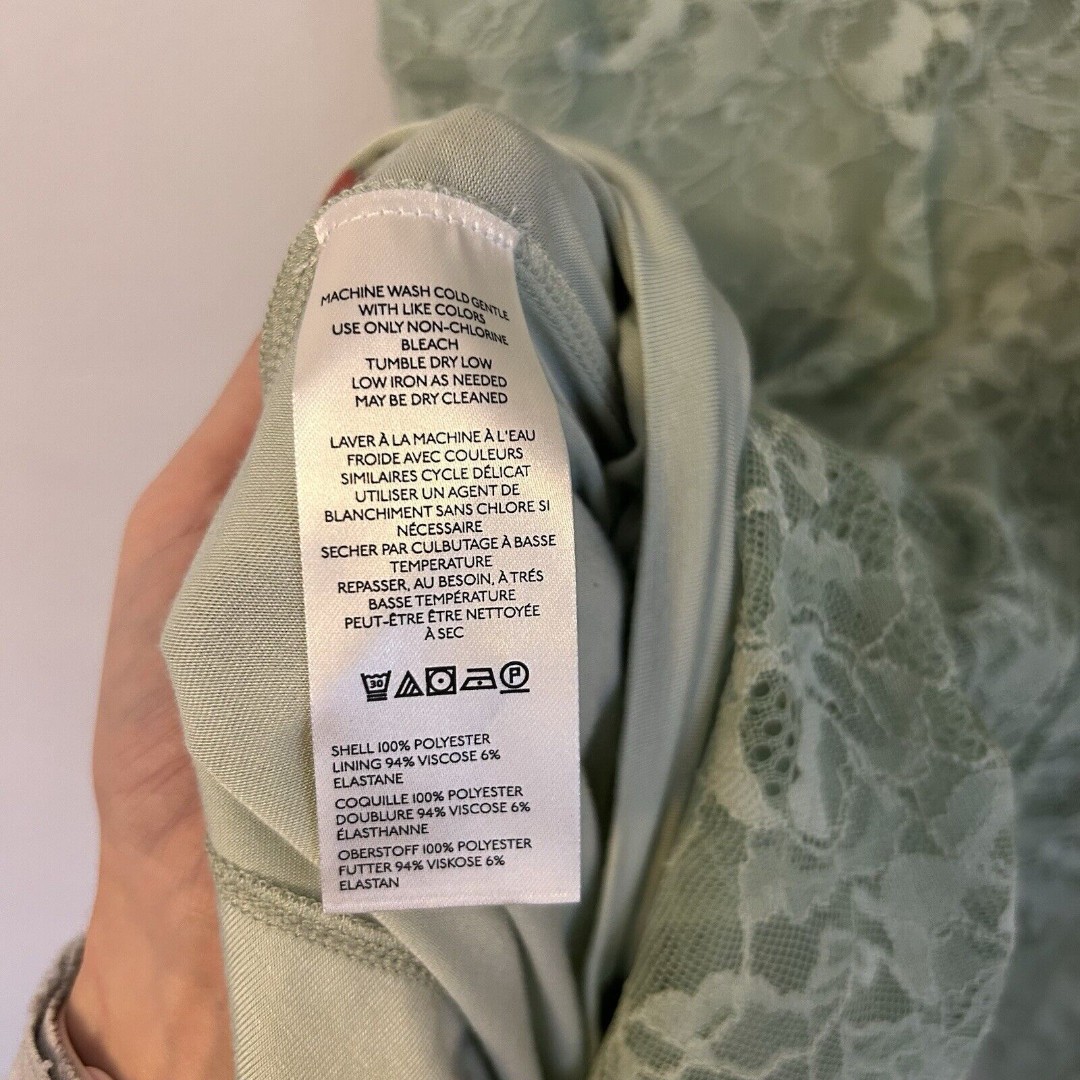 MACHINE WASH COLD GENTLE
WITH LIKE COLORS
USE ONLY NON-CHLORINE
BLEACH
TUMBLE DRY LOW
LOW IRON AS NEEDED
MAY BE DRY CLEANED
LAVER À LA MACHINE À L'EAU
FROIDE AVEC COULEURS
SIMILAIRES CYCLE DÉLICAT
UTILISER UN AGENT DE
BLANCHIMENT SANS CHLORE SI
NÉCESSAIRE
SECHER PAR CULBUTAGE À BASSE
TEMPERATURE
REPASSER, AU BESOIN, À TRÉS
BASSE TEMPÉRATURE
PEUT-ÊTRE ÊTRE NETTOYÉE
À SEC
30 P
SHELL 100% POLYESTER
LINING 94% VISCOSE 6%
ELASTANE
COQUILLE 100% POLYESTER
DOUBLURE 94% VISCOSE 6%
ÉLASTHANNE
OBERSTOFF 100% POLYESTER
FUTTER 94% VISKOSE 6%
ELASTAN